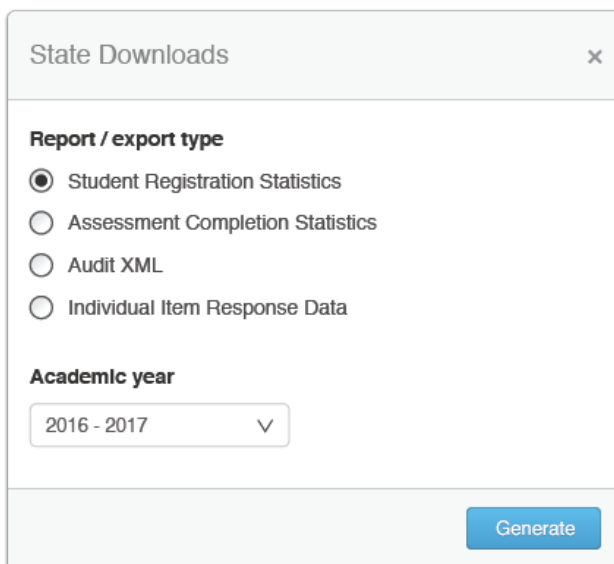 State Downloads ×
Report / export type
Student Registration Statistics
Assessment Completion Statistics
Audit XML
Individual Item Response Data
Academic year
2016 - 2017
Generate